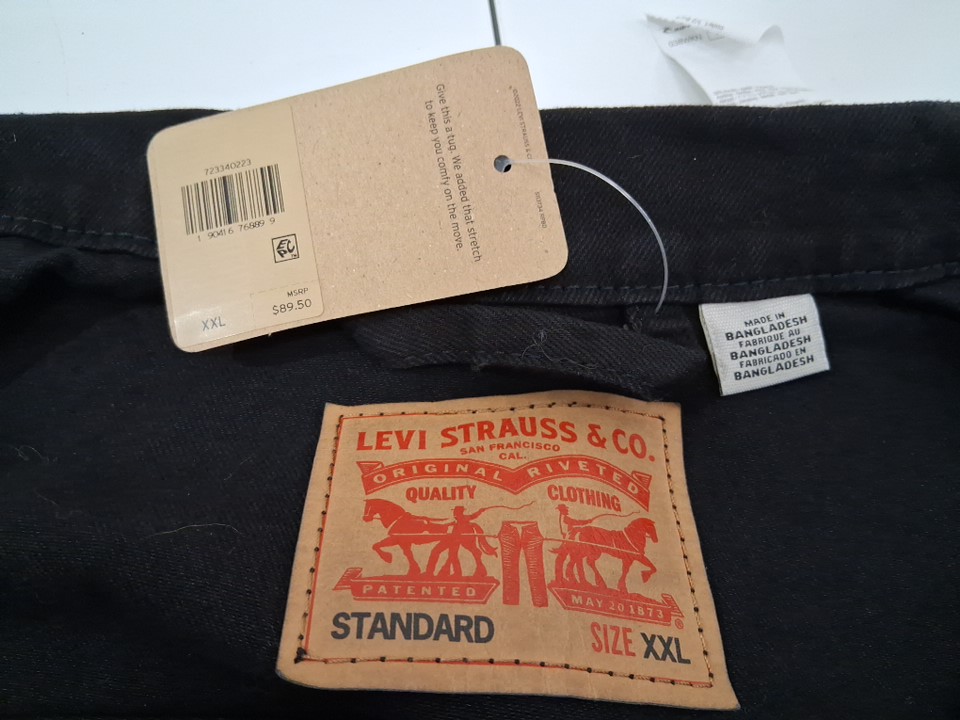 723340223
1 90416 76889 9
EPC
MSRP
$89.50
XXL
Give this a tug. We added that stretch
to keep you comfy on the move.
MADE IN
BANGLADESH
FABRIQUE AU
BANGLADESH
FABRICADO EN
BANGLADESH
LEVI STRAUSS & CO.
SAN FRANCISCO
CAL.
ORIGINAL RIVETED
QUALITY CLOTHING
PATENTED MAY 20 1873
®
STANDARD SIZE XXL